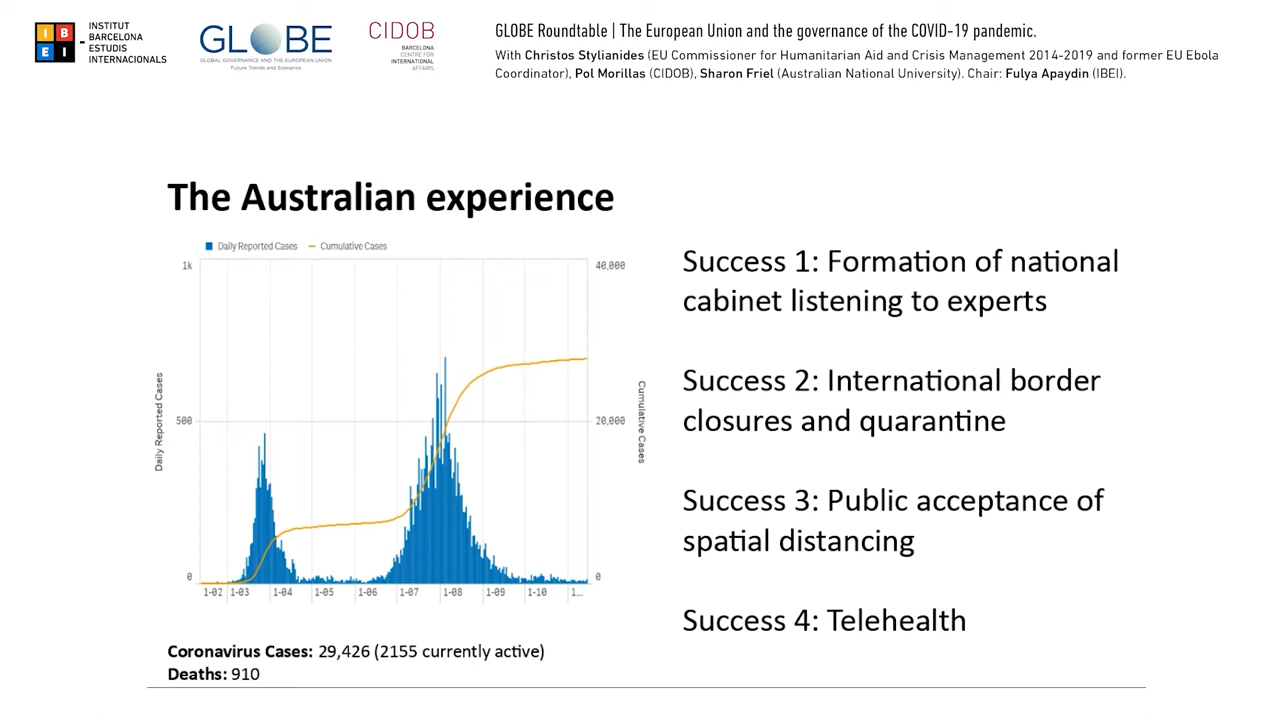 I B
E I
INSTITUT
BARCELONA
ESTUDIS
INTERNACIONALS
GLOBE
GLOBAL GOVERNANCE AND THE EUROPEAN UNION
Future Trends and Scenarios
CIDOB
BARCELONA
CENTRE FOR
INTERNATIONAL
AFFAIRS
GLOBE Roundtable | The European Union and the governance of the COVID-19 pandemic.
With Christos Stylianides (EU Commissioner for Humanitarian Aid and Crisis Management 2014-2019 and former EU Ebola
Coordinator), Pol Morillas (CIDOB), Sharon Friel (Australian National University). Chair: Fulya Apaydin (IBEI).
The Australian experience
Daily Reported Cases
Cumulative Cases
1k
500
0
Daily Reported Cases
40,000
20,000
0
Cumulative Cases
1-02
1-03
1-04
1-05
1-06
1-07
1-08
1-09
1-10
1...
Coronavirus Cases: 29,426 (2155 currently active)
Deaths: 910
Success 1: Formation of national
cabinet listening to experts
Success 2: International border
closures and quarantine
Success 3: Public acceptance of
spatial distancing
Success 4: Telehealth